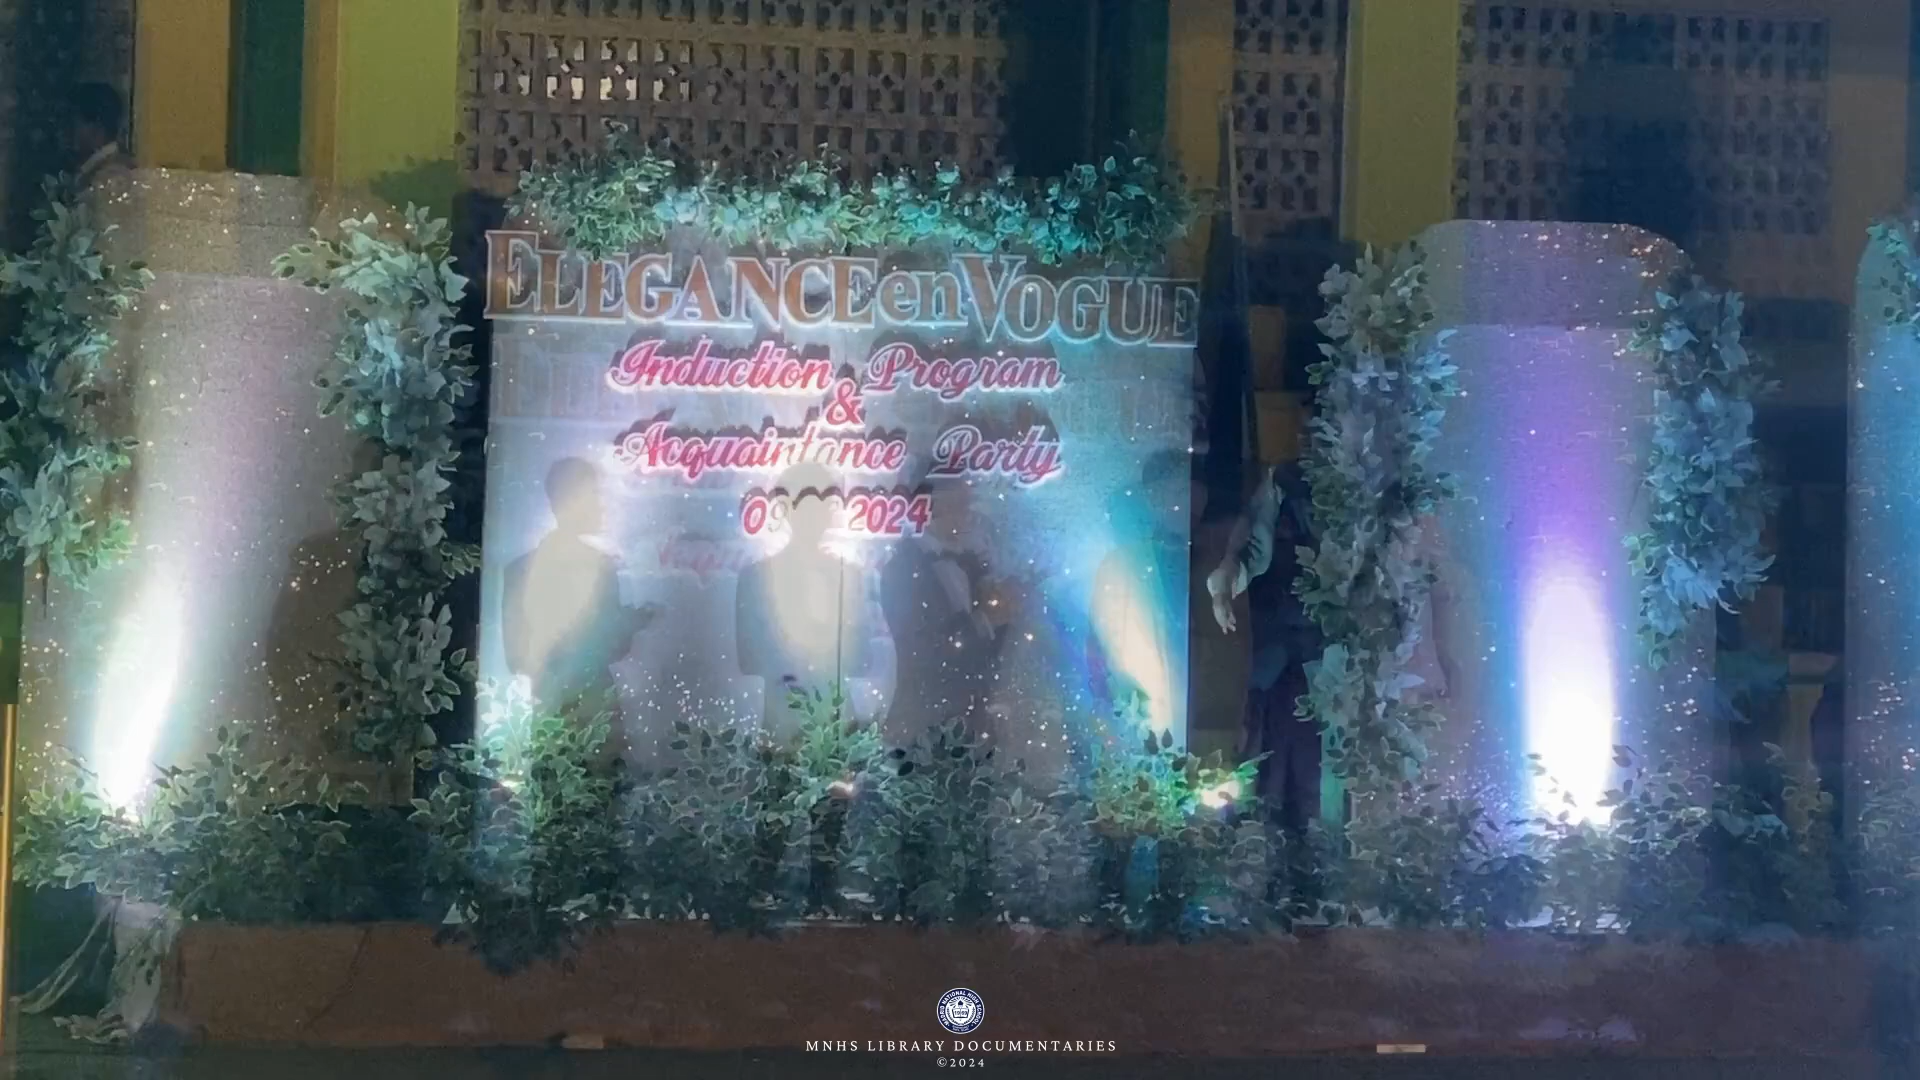 ELEGANCE en VOGUE
Induction Program
&
Acquaintance Party
2024
MNHS LIBRARY DOCUMENTARIES
©2024